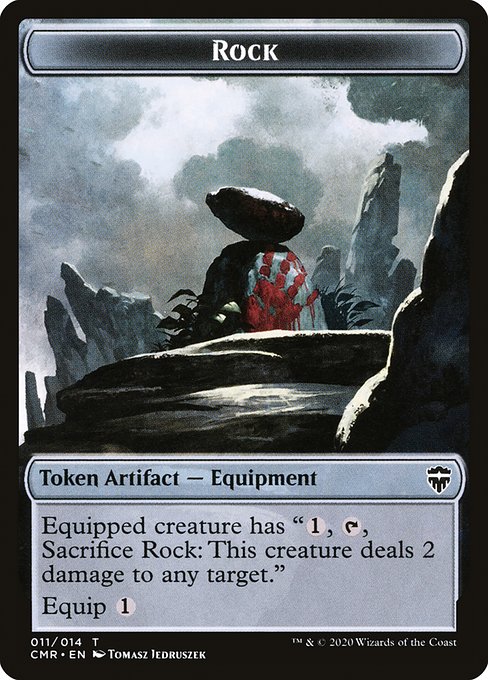 Rock
Token Artifact — Equipment
Equipped creature has “1, T,
Sacrifice Rock: This creature deals 2
damage to any target.”
Equip 1
011/014 T
CMR • EN Tomasz Jedruszek
™ & © 2020 Wizards of the Coast